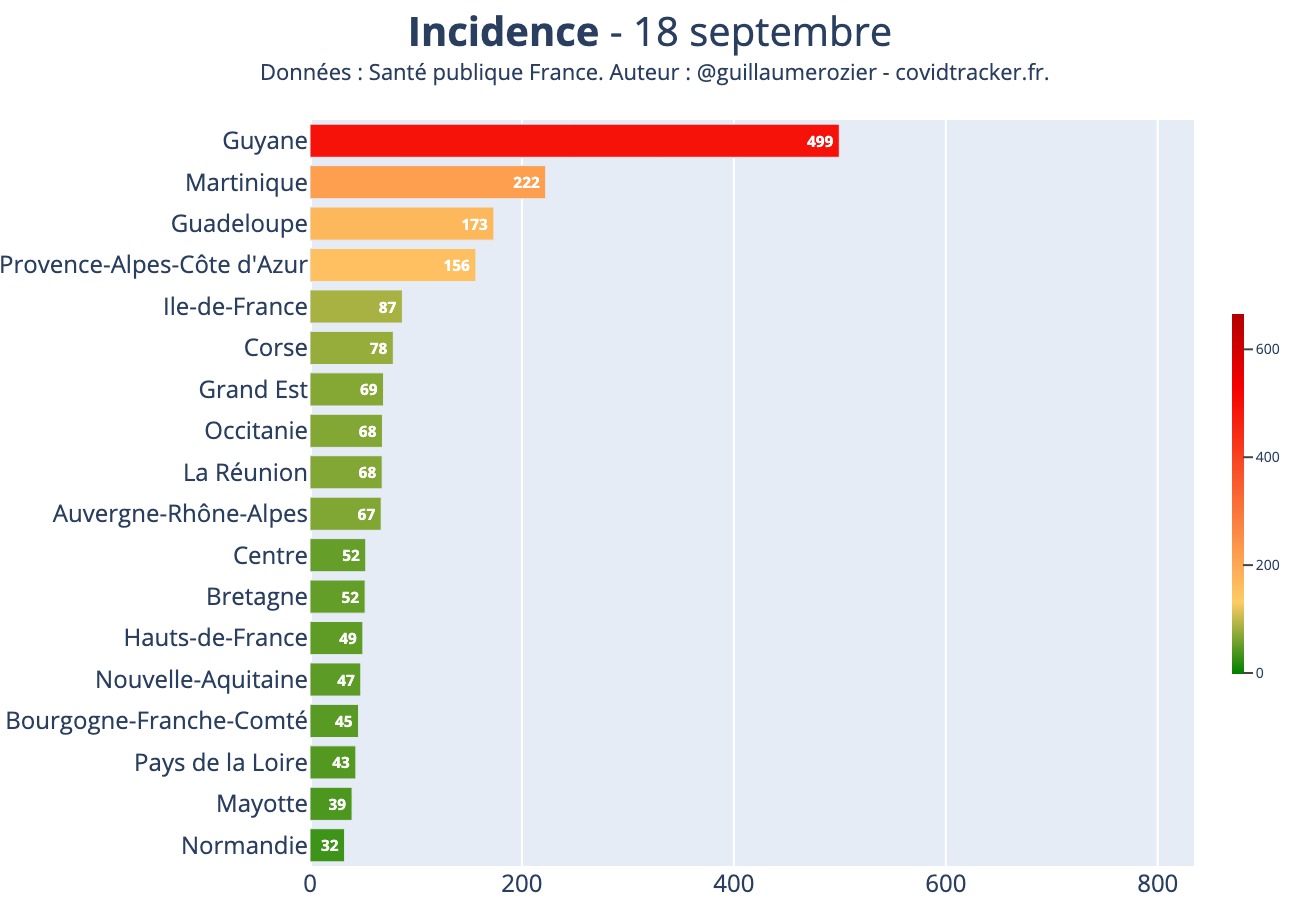 Incidence - 18 septembre
Données : Santé publique France. Auteur : @guillaumerozier - covidtracker.fr.
Guyane 499
Martinique 222
Guadeloupe 173
Provence-Alpes-Côte d'Azur 156
Ile-de-France 87
Corse 78
Grand Est 69
Occitanie 68
La Réunion 68
Auvergne-Rhône-Alpes 67
Centre 52
Bretagne 52
Hauts-de-France 49
Nouvelle-Aquitaine 47
Bourgogne-Franche-Comté 45
Pays de la Loire 43
Mayotte 39
Normandie 32
0 200 400 600 800
600
400
200
0